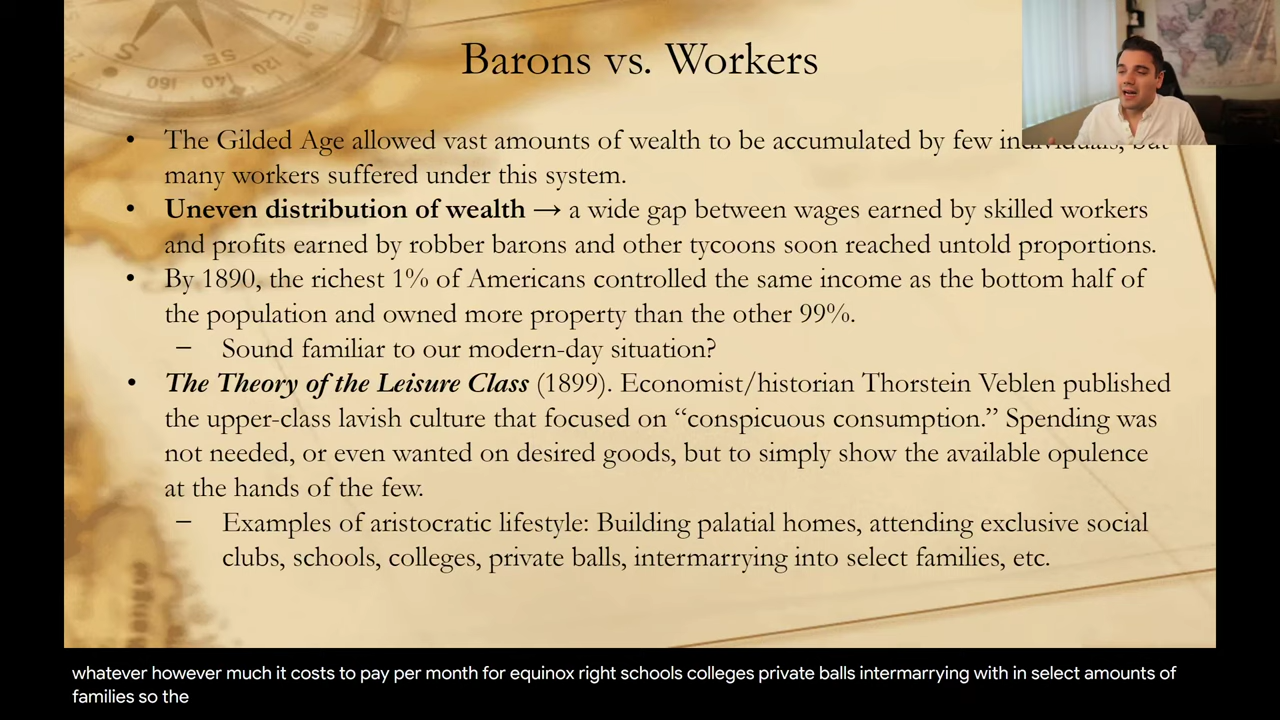 Barons vs. Workers
• The Gilded Age allowed vast amounts of wealth to be accumulated by few individuals, but
many workers suffered under this system.
• Uneven distribution of wealth → a wide gap between wages earned by skilled workers
and profits earned by robber barons and other tycoons soon reached untold proportions.
• By 1890, the richest 1% of Americans controlled the same income as the bottom half of
the population and owned more property than the other 99%.
– Sound familiar to our modern-day situation?
• The Theory of the Leisure Class (1899). Economist/historian Thorstein Veblen published
the upper-class lavish culture that focused on “conspicuous consumption.” Spending was
not needed, or even wanted on desired goods, but to simply show the available opulence
at the hands of the few.
– Examples of aristocratic lifestyle: Building palatial homes, attending exclusive social
clubs, schools, colleges, private balls, intermarrying into select families, etc.
whatever however much it costs to pay per month for equinox right schools colleges private balls intermarrying with in select amounts of
families so the